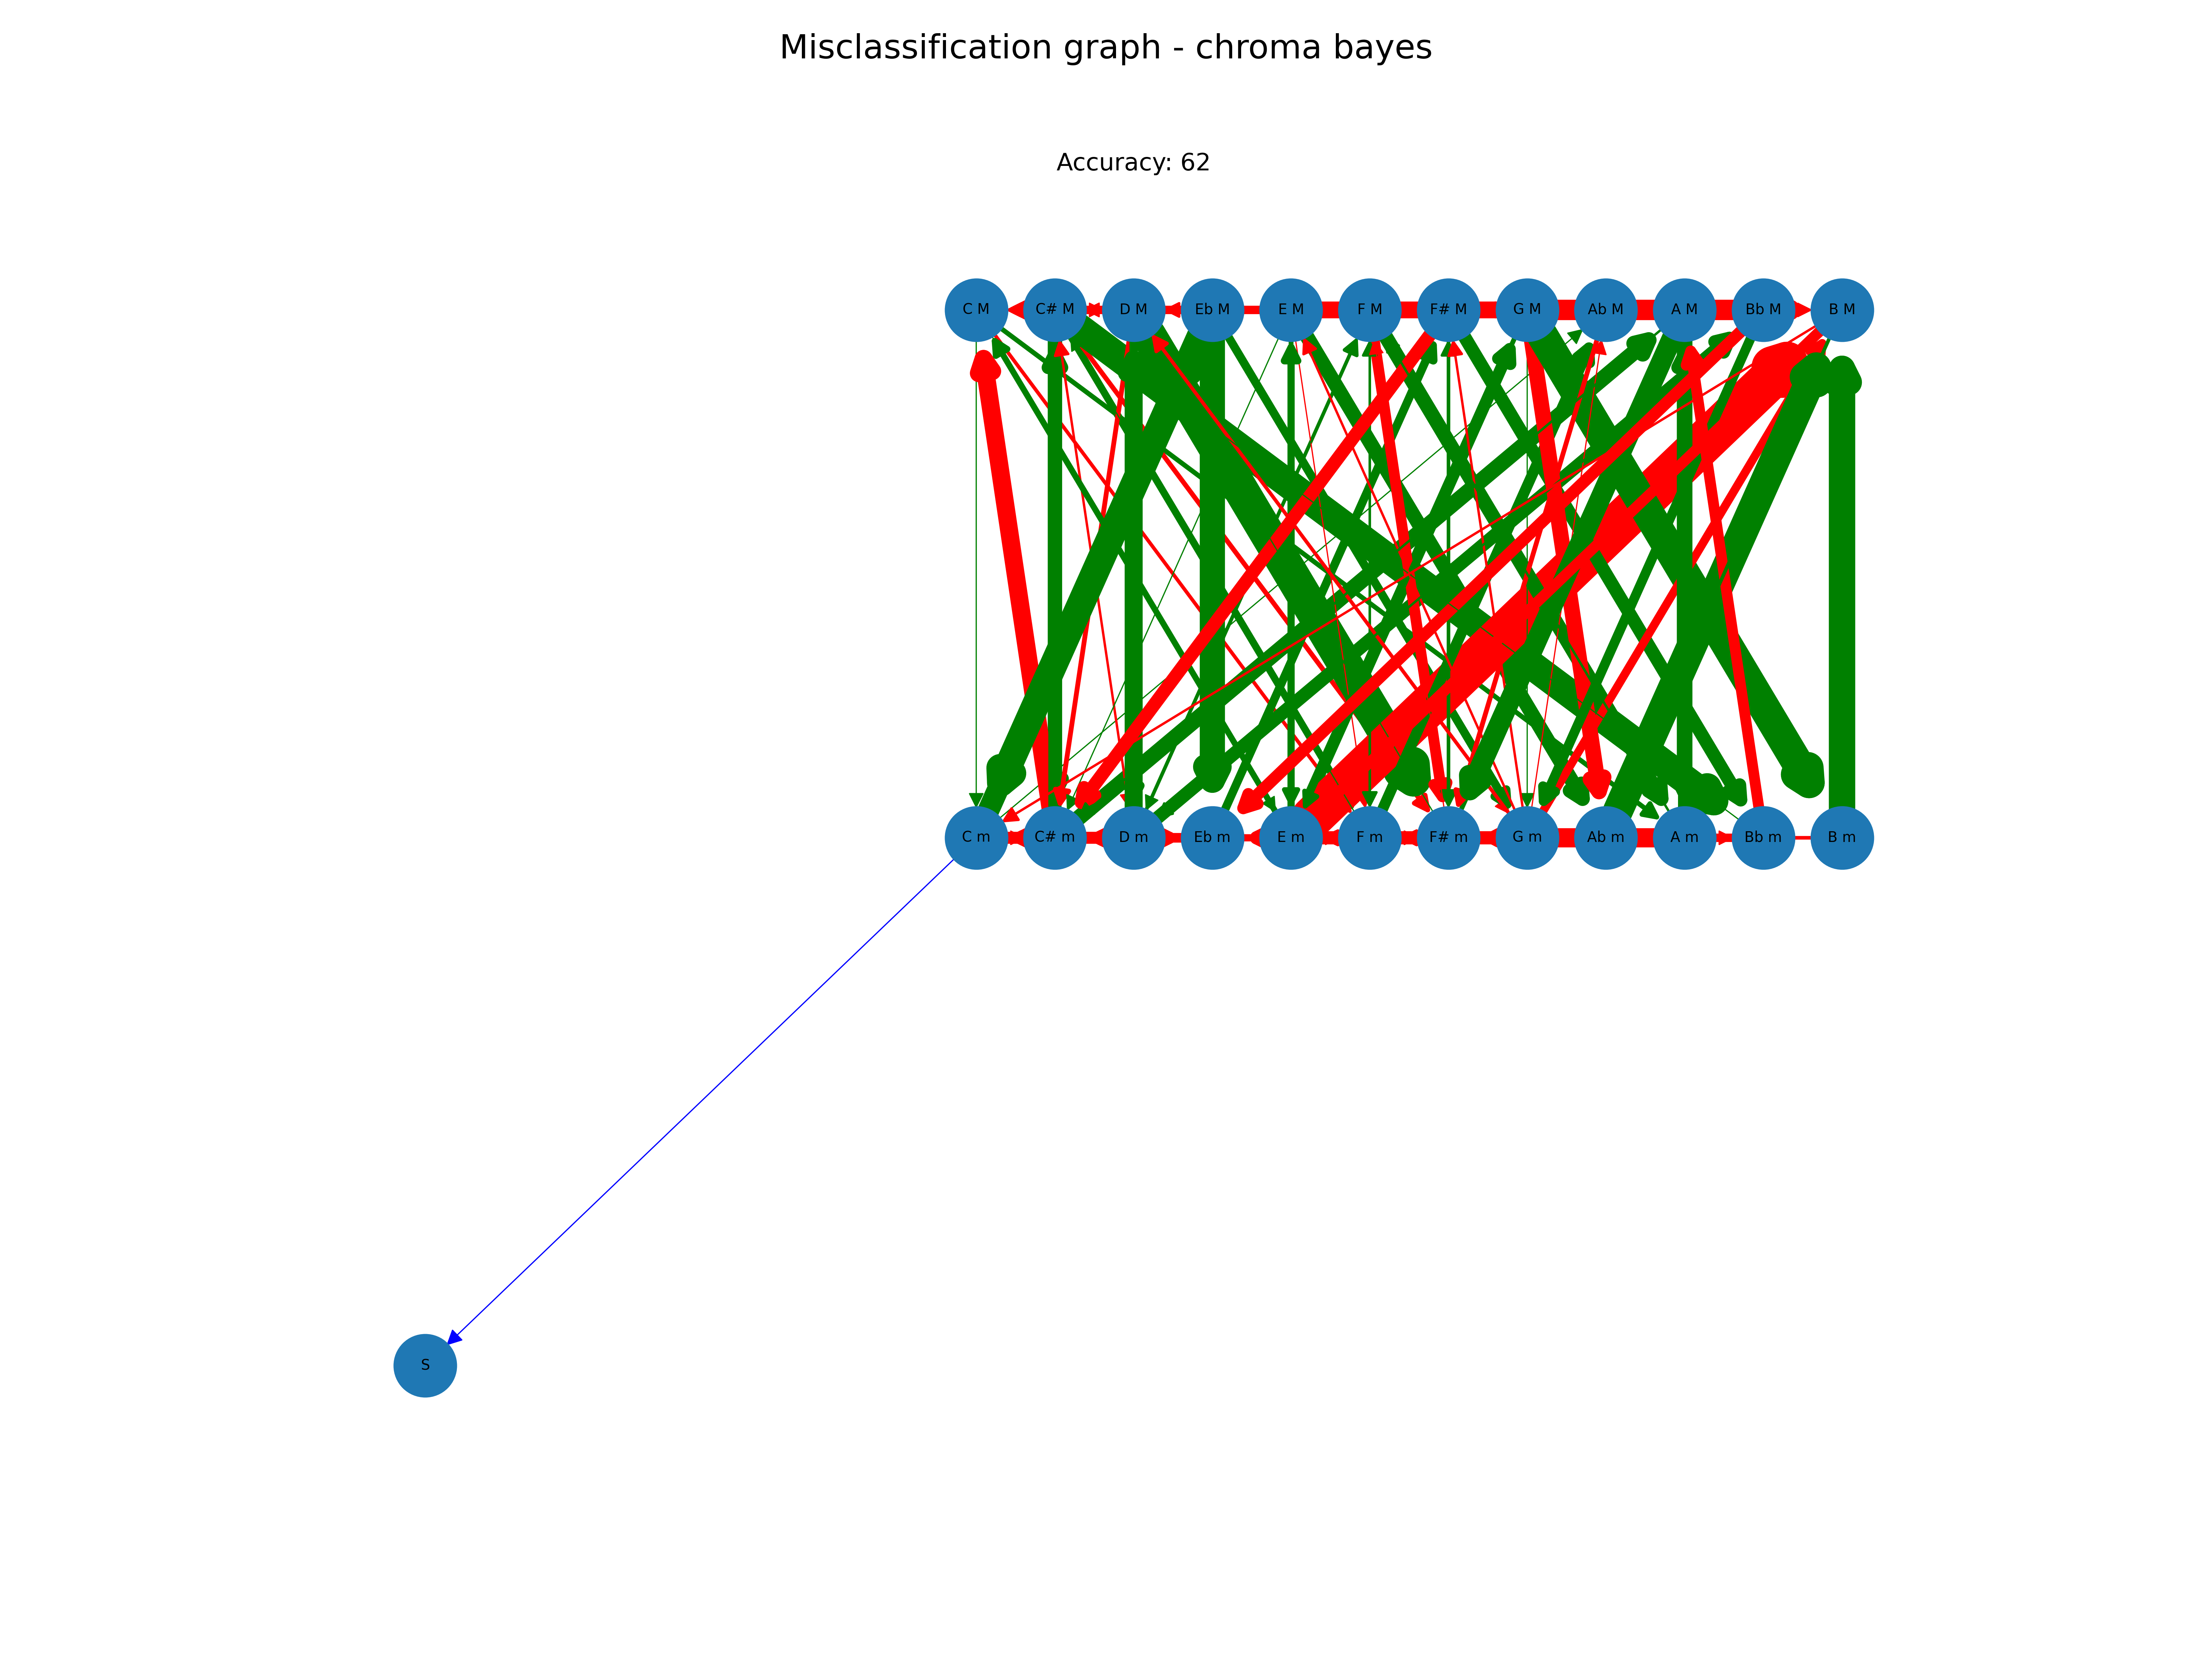 Misclassification graph - chroma bayes
Accuracy: 62
C M C# M D M Eb M E M F M F# M G M Ab M A M Bb M B M
C m C# m D m Eb m E m F m F# m G m Ab m A m Bb m B m
S